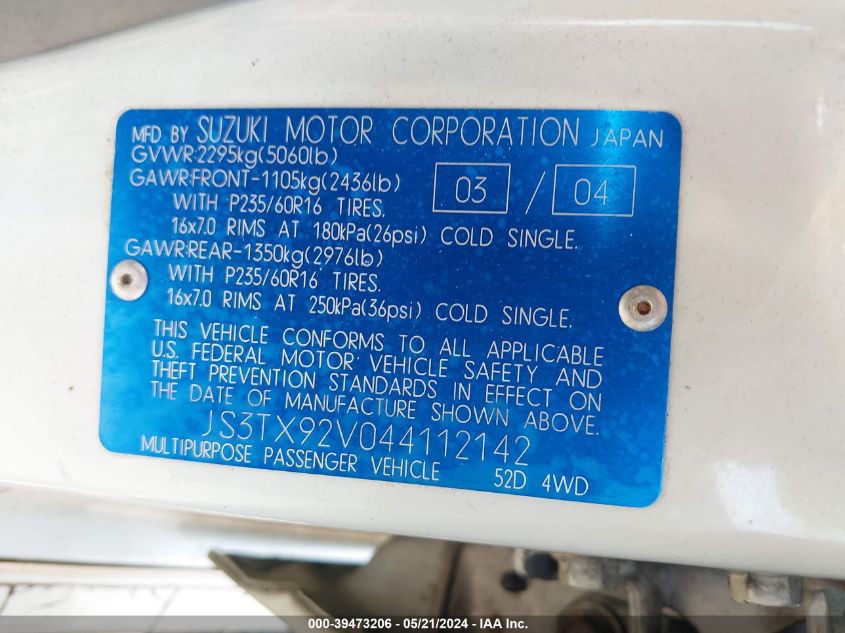 MFD BY SUZUKI MOTOR CORPORATION JAPAN
GVWR:2295kg(5060lb)
GAWR:FRONT-1105kg(2436lb) 03 / 04
WITH P235/60R16 TIRES.
16x7.0 RIMS AT 180kPa(26psi) COLD SINGLE.
GAWR:REAR-1350kg(2976lb)
WITH P235/60R16 TIRES.
16x7.0 RIMS AT 250kPa(36psi) COLD SINGLE.
THIS VEHICLE CONFORMS TO ALL APPLICABLE
U.S. FEDERAL MOTOR VEHICLE SAFETY AND
THEFT PREVENTION STANDARDS IN EFFECT ON
THE DATE OF MANUFACTURE SHOWN ABOVE.
JS3TX92V044112142
MULTIPURPOSE PASSENGER VEHICLE 52D 4WD
000-39473206 - 05/21/2024 - IAA Inc.